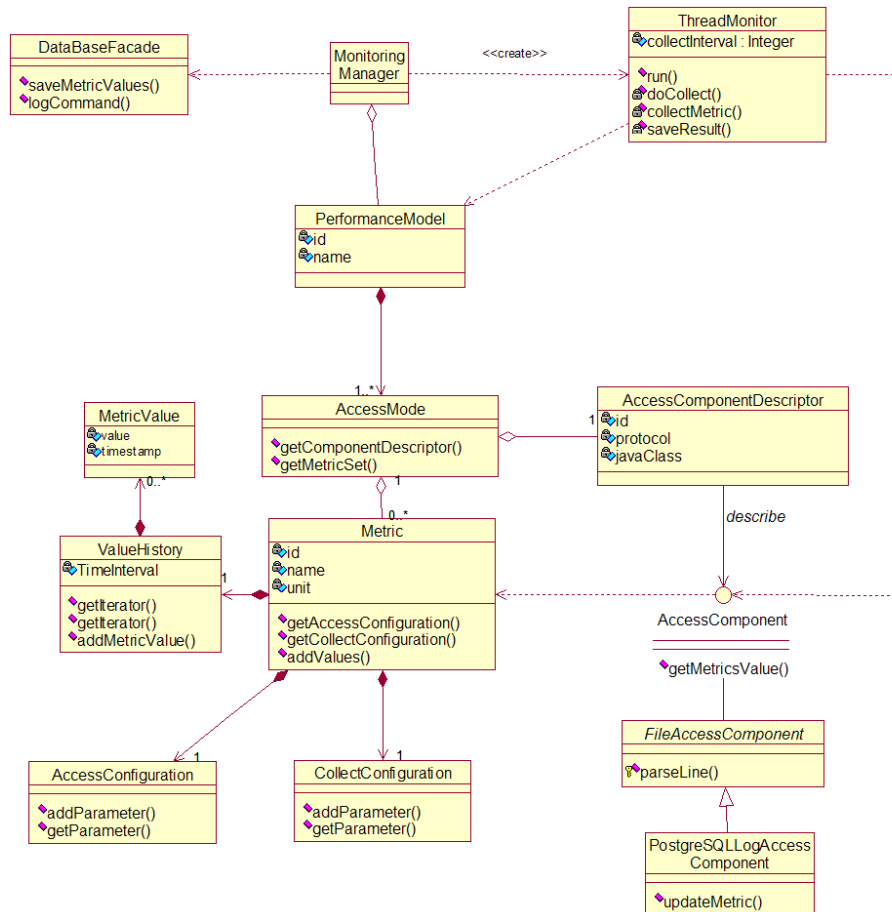 DataBaseFacade
saveMetricValues()
logCommand()
Monitoring
Manager
<<create>>
ThreadMonitor
collectInterval : Integer
run()
doCollect()
collectMetric()
saveResult()
PerformanceModel
id
name
1..*
AccessMode
getComponentDescriptor()
getMetricSet()
1
1
AccessComponentDescriptor
id
protocol
javaClass
MetricValue
value
timestamp
0..*
0..*
describe
ValueHistory
TimeInterval
getIterator()
getIterator()
addMetricValue()
1
Metric
id
name
unit
getAccessConfiguration()
getCollectConfiguration()
addValues()
AccessComponent
getMetricsValue()
1
AccessConfiguration
addParameter()
getParameter()
1
CollectConfiguration
addParameter()
getParameter()
FileAccessComponent
parseLine()
PostgreSQLLogAccess
Component
updateMetric()